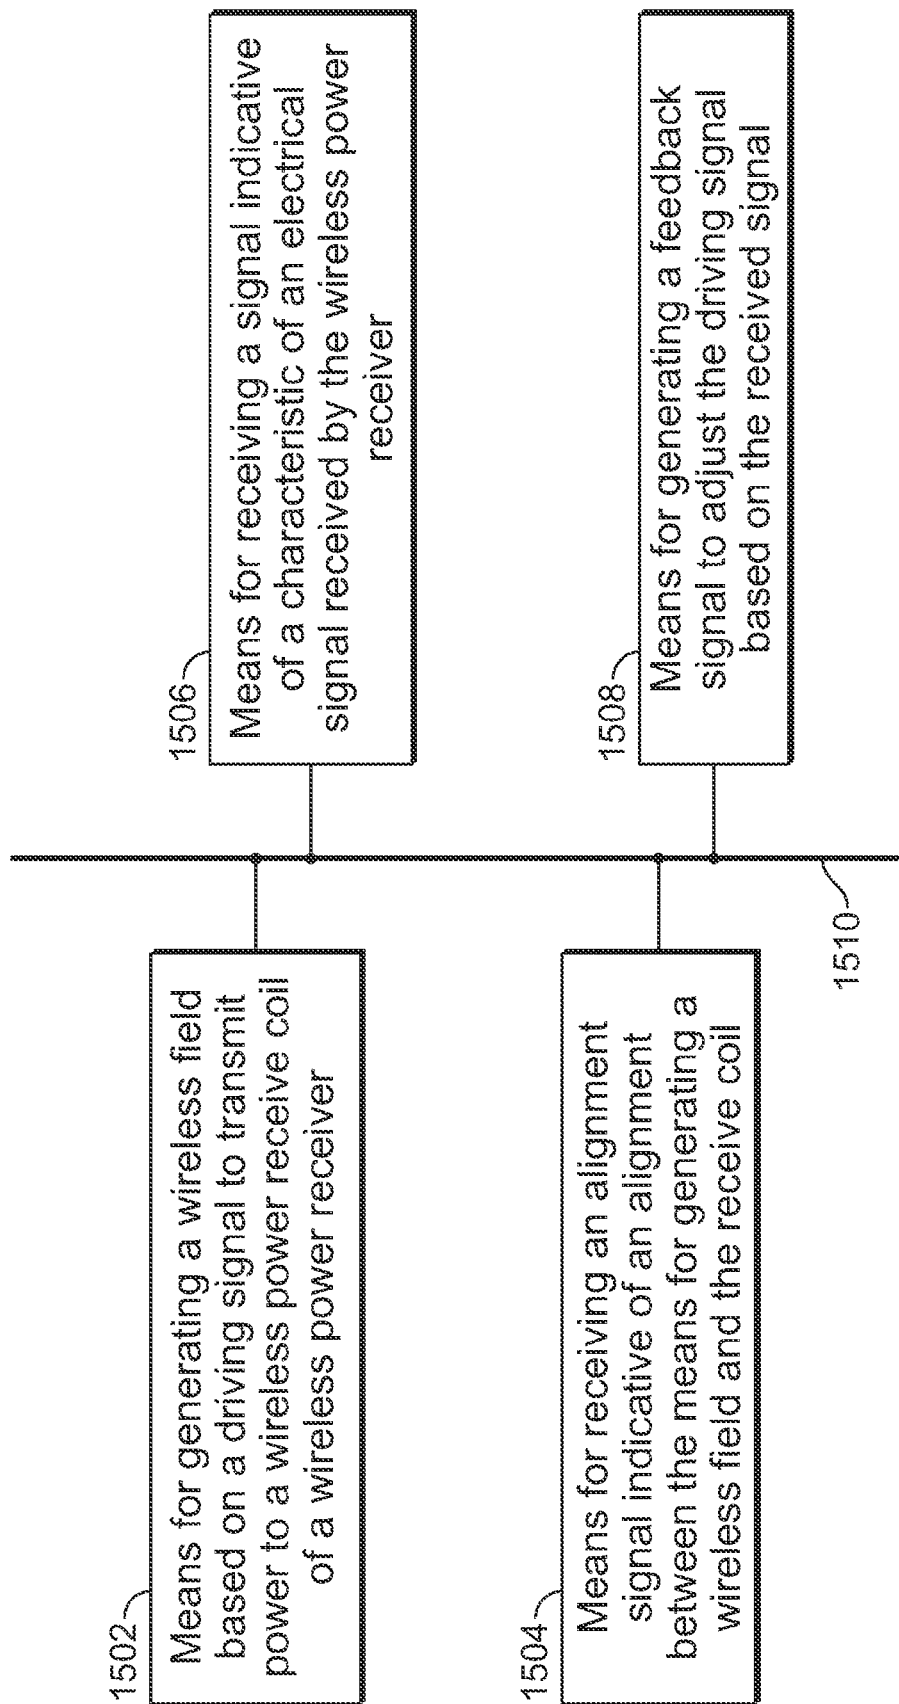 1502
Means for generating a wireless field
based on a driving signal to transmit
power to a wireless power receive coil
of a wireless power receiver
1504
Means for receiving an alignment
signal indicative of an alignment
between the means for generating a
wireless field and the receive coil
1506
Means for receiving a signal indicative
of a characteristic of an electrical
signal received by the wireless power
receiver
1508
Means for generating a feedback
signal to adjust the driving signal
based on the received signal
1510